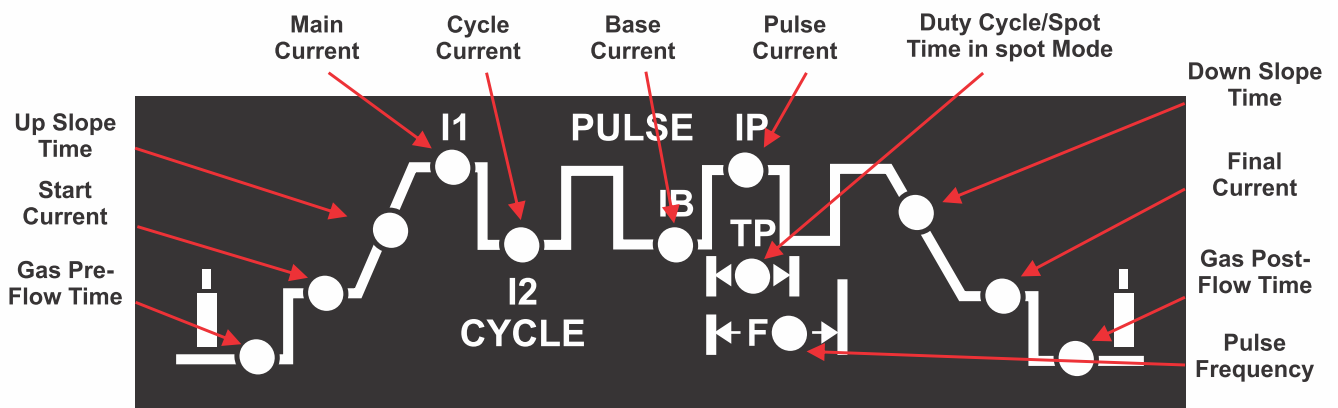 Main
Current
Cycle
Current
Base
Current
Pulse
Current
Duty Cycle/Spot
Time in spot Mode
Down Slope
Time
Up Slope
Time
Start
Current
Gas Pre-
Flow Time
I1
PULSE
IP
IB
TP
I2
CYCLE
F
Final
Current
Gas Post-
Flow Time
Pulse
Frequency